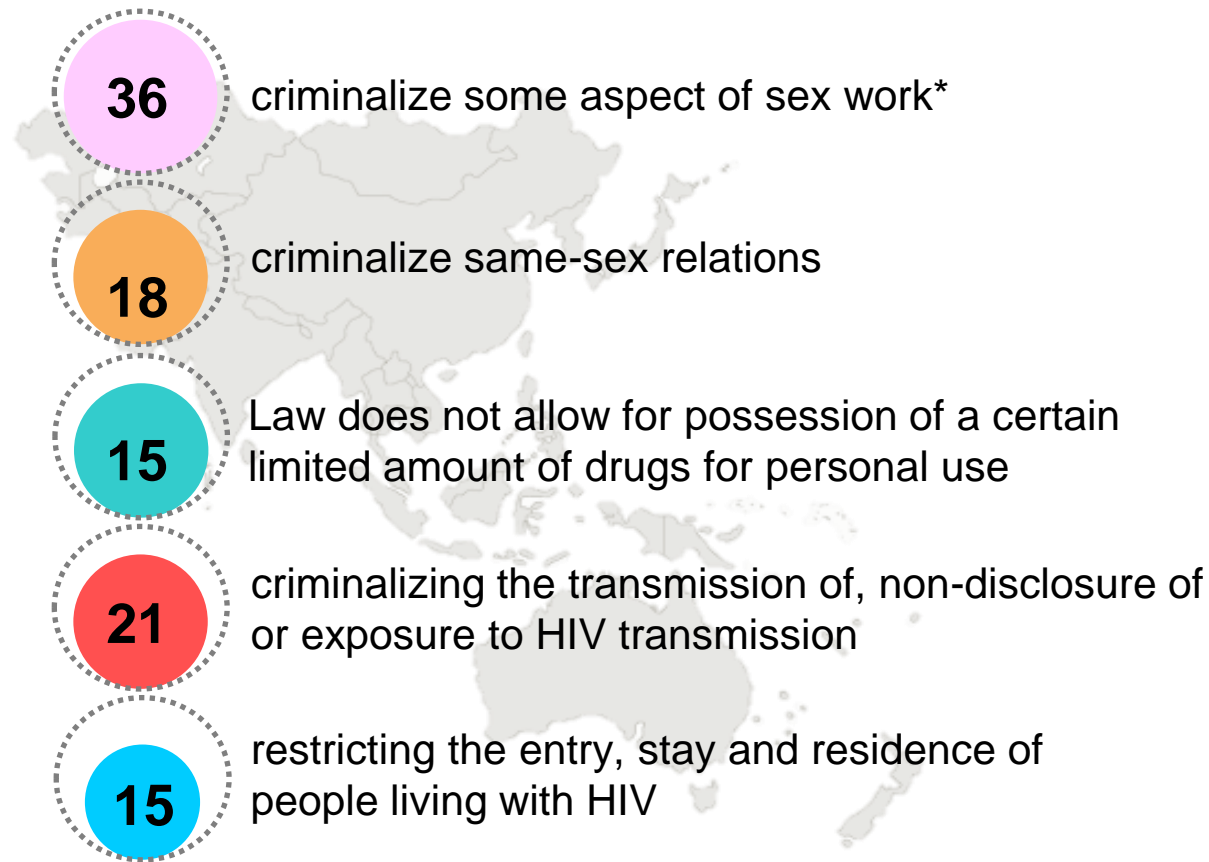 36 criminalize some aspect of sex work*
18 criminalize same-sex relations
15 Law does not allow for possession of a certain
limited amount of drugs for personal use
21 criminalizing the transmission of, non-disclosure of
or exposure to HIV transmission
15 restricting the entry, stay and residence of
people living with HIV